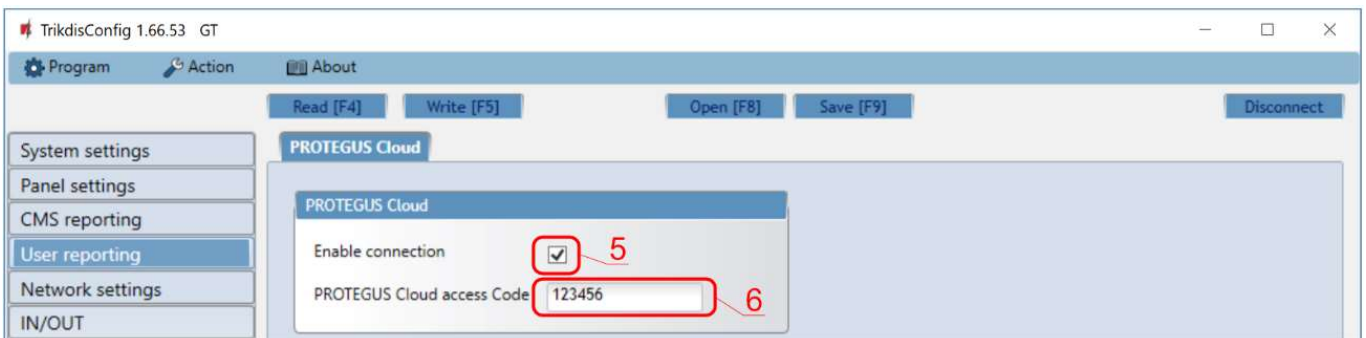 TrikdisConfig 1.66.53 GT
Program Action About
Read [F4] Write [F5] Open [F8] Save [F9] Disconnect
System settings
Panel settings
CMS reporting
User reporting
Network settings
IN/OUT
PROTEGUS Cloud
PROTEGUS Cloud
Enable connection 5
PROTEGUS Cloud access Code 123456 6